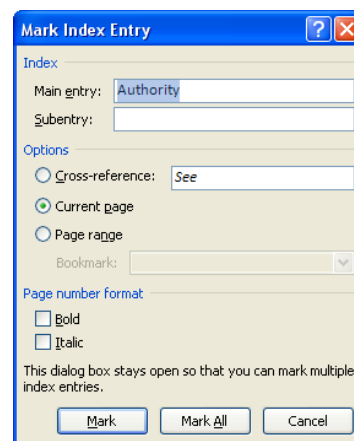 Mark Index Entry
Index
Main entry: Authority
Subentry:
Options
Cross-reference: See
Current page
Page range
Bookmark:
Page number format
Bold
Italic
This dialog box stays open so that you can mark multiple
index entries.
Mark Mark All Cancel